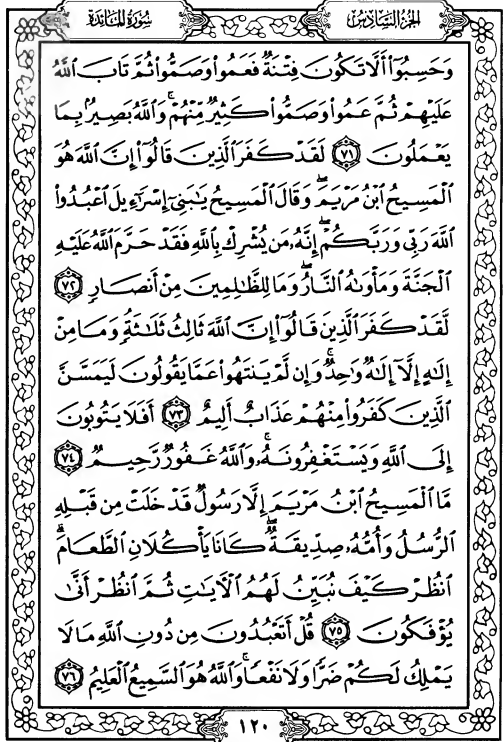 الجزء السادس
سورة المائدة
وَحَسِبُوٓا۟ أَلَّا تَكُونَ فِتْنَةٌ فَعَمُوا۟ وَصَمُّوا۟ ثُمَّ تَابَ ٱللَّهُ
عَلَيْهِمْ ثُمَّ عَمُوا۟ وَصَمُّوا۟ كَثِيرٌ مِّنْهُمْ ۚ وَٱللَّهُ بَصِيرٌۢ بِمَا
يَعْمَلُونَ ٧١ لَقَدْ كَفَرَ ٱلَّذِينَ قَالُوٓا۟ إِنَّ ٱللَّهَ هُوَ
ٱلْمَسِيحُ ٱبْنُ مَرْيَمَ ۖ وَقَالَ ٱلْمَسِيحُ يَـٰبَنِىٓ إِسْرَٰٓءِيلَ ٱعْبُدُوا۟
ٱللَّهَ رَبِّى وَرَبَّكُمْ ۖ إِنَّهُۥ مَن يُشْرِكْ بِٱللَّهِ فَقَدْ حَرَّمَ ٱللَّهُ عَلَيْهِ
ٱلْجَنَّةَ وَمَأْوَىٰهُ ٱلنَّارُ ۖ وَمَا لِلظَّـٰلِمِينَ مِنْ أَنصَارٍ ٧٢
لَّقَدْ كَفَرَ ٱلَّذِينَ قَالُوٓا۟ إِنَّ ٱللَّهَ ثَالِثُ ثَلَـٰثَةٍ ۘ وَمَا مِنْ
إِلَـٰهٍ إِلَّآ إِلَـٰهٌ وَٰحِدٌ ۚ وَإِن لَّمْ يَنتَهُوا۟ عَمَّا يَقُولُونَ لَيَمَسَّنَّ
ٱلَّذِينَ كَفَرُوا۟ مِنْهُمْ عَذَابٌ أَلِيمٌ ٧٣ أَفَلَا يَتُوبُونَ
إِلَى ٱللَّهِ وَيَسْتَغْفِرُونَهُۥ ۚ وَٱللَّهُ غَفُورٌ رَّحِيمٌ ٧٤
مَّا ٱلْمَسِيحُ ٱبْنُ مَرْيَمَ إِلَّا رَسُولٌ قَدْ خَلَتْ مِن قَبْلِهِ
ٱلرُّسُلُ وَأُمُّهُۥ صِدِّيقَةٌ ۖ كَانَا يَأْكُلَانِ ٱلطَّعَامَ ۗ
ٱنظُرْ كَيْفَ نُبَيِّنُ لَهُمُ ٱلْـَٔايَـٰتِ ثُمَّ ٱنظُرْ أَنَّىٰ
يُؤْفَكُونَ ٧٥ قُلْ أَتَعْبُدُونَ مِن دُونِ ٱللَّهِ مَا لَا
يَمْلِكُ لَكُمْ ضَرًّا وَلَا نَفْعًا ۚ وَٱللَّهُ هُوَ ٱلسَّمِيعُ ٱلْعَلِيمُ ٧٦
١٢٠